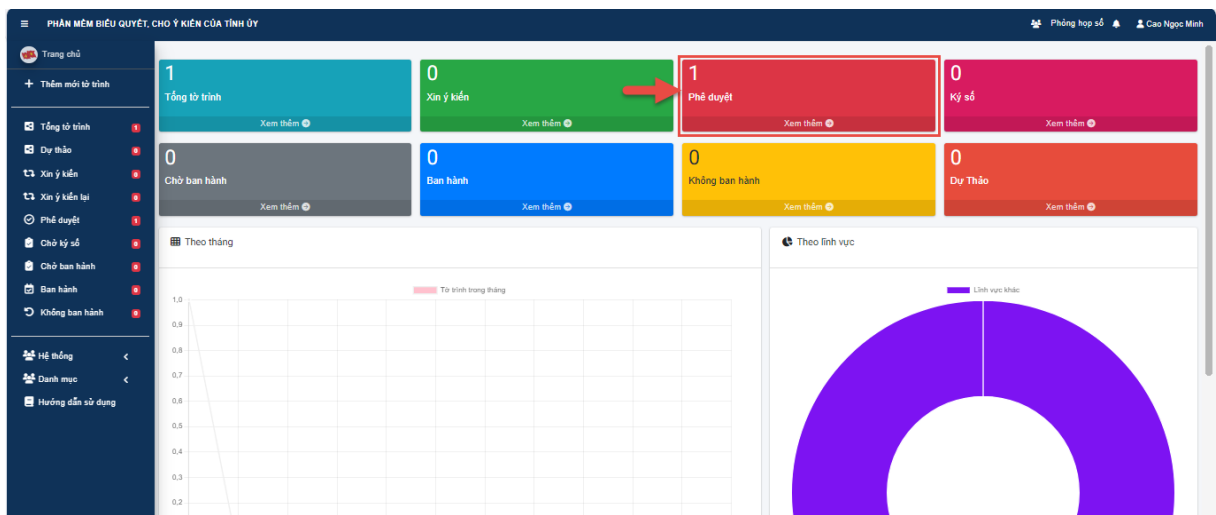 PHẦN MỀM BIỂU QUYẾT, CHO Ý KIẾN CỦA TỈNH ỦY
Phòng họp số
Cao Ngọc Minh
Trang chủ
Thêm mới tờ trình
Tổng tờ trình 1
Dự thảo 0
Xin ý kiến 0
Xin ý kiến lại 0
Phê duyệt 1
Chờ ký số 0
Chờ ban hành 0
Ban hành 0
Không ban hành 0
Hệ thống
Danh mục
Hướng dẫn sử dụng
1
Tổng tờ trình
Xem thêm
0
Xin ý kiến
Xem thêm
1
Phê duyệt
Xem thêm
0
Ký số
Xem thêm
0
Chờ ban hành
Xem thêm
0
Ban hành
Xem thêm
0
Không ban hành
Xem thêm
0
Dự Thảo
Xem thêm
Theo tháng
Tờ trình trong tháng
1,0
0,9
0,8
0,7
0,6
0,5
0,4
0,3
0,2
Theo lĩnh vực
Lĩnh vực khác